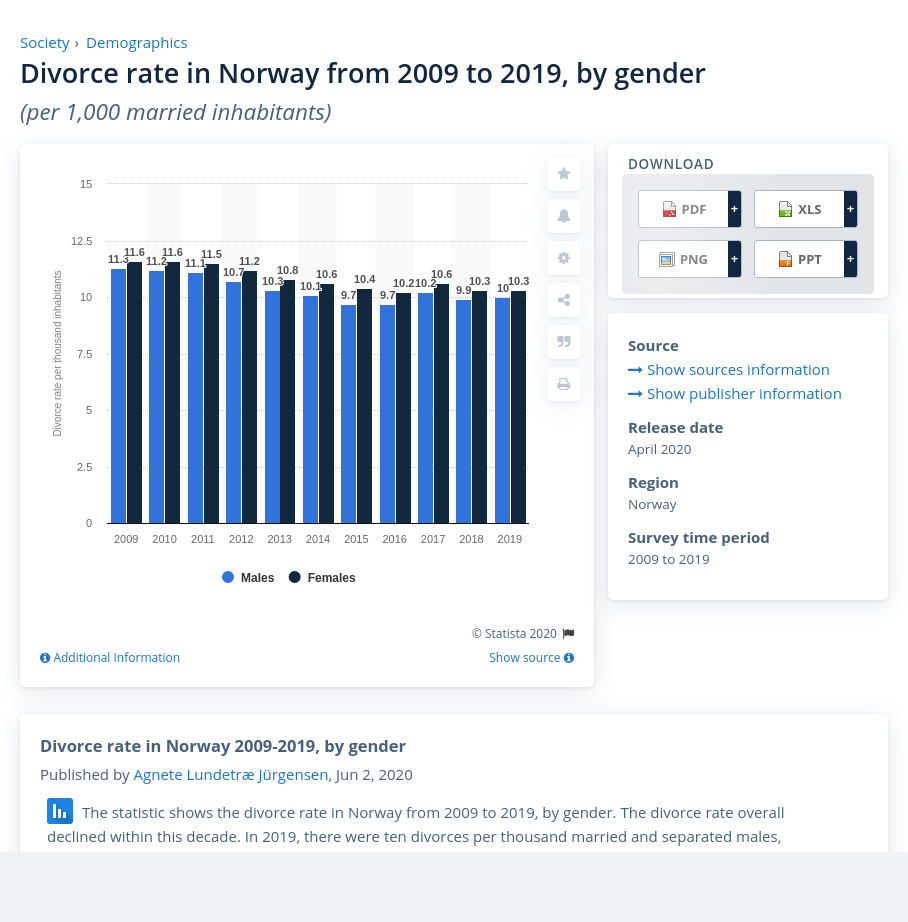 Society › Demographics
Divorce rate in Norway from 2009 to 2019, by gender
(per 1,000 married inhabitants)
DOWNLOAD
PDF +
XLS +
PNG +
PPT +
Divorce rate per thousand inhabitants
15
12.5
10
7.5
5
2.5
0
11.3 11.6 11.2 11.6 11.1 11.5 10.7 11.2 10.3 10.8 10.1 10.6 9.7 10.4 9.7 10.2 10.2 10.6 9.9 10.3 10 10.3
2009 2010 2011 2012 2013 2014 2015 2016 2017 2018 2019
Males Females
© Statista 2020
Additional Information
Show source
Source
Show sources information
Show publisher information
Release date
April 2020
Region
Norway
Survey time period
2009 to 2019
Divorce rate in Norway 2009-2019, by gender
Published by Agnete Lundetræ Jürgensen, Jun 2, 2020
The statistic shows the divorce rate in Norway from 2009 to 2019, by gender. The divorce rate overall
declined within this decade. In 2019, there were ten divorces per thousand married and separated males,